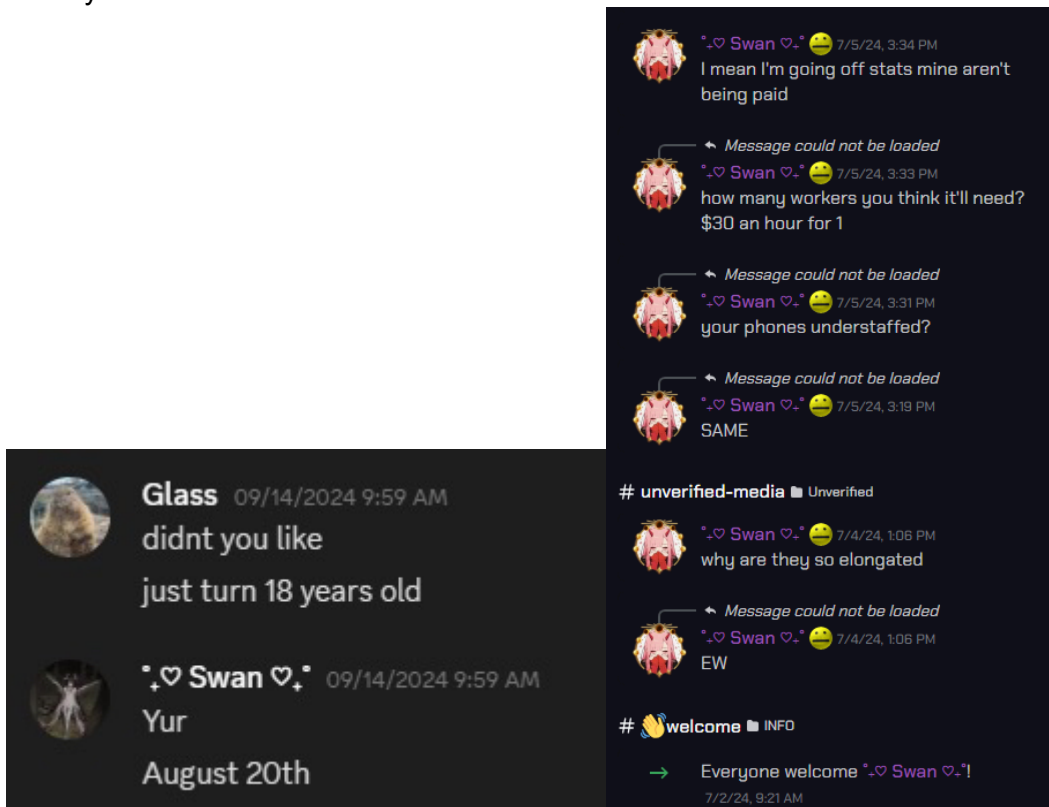 Glass 09/14/2024 9:59 AM
didnt you like
just turn 18 years old
°₊♡ Swan ♡₊° 09/14/2024 9:59 AM
Yur
August 20th
°₊♡ Swan ♡₊° 7/5/24, 3:34 PM
I mean I'm going off stats mine aren't
being paid
Message could not be loaded
°₊♡ Swan ♡₊° 7/5/24, 3:33 PM
how many workers you think it'll need?
$30 an hour for 1
Message could not be loaded
°₊♡ Swan ♡₊° 7/5/24, 3:31 PM
your phones understaffed?
Message could not be loaded
°₊♡ Swan ♡₊° 7/5/24, 3:19 PM
SAME
# unverified-media Unverified
°₊♡ Swan ♡₊° 7/4/24, 1:06 PM
why are they so elongated
Message could not be loaded
°₊♡ Swan ♡₊° 7/4/24, 1:06 PM
EW
# 👋welcome INFO
Everyone welcome °₊♡ Swan ♡₊°!
7/2/24, 9:21 AM